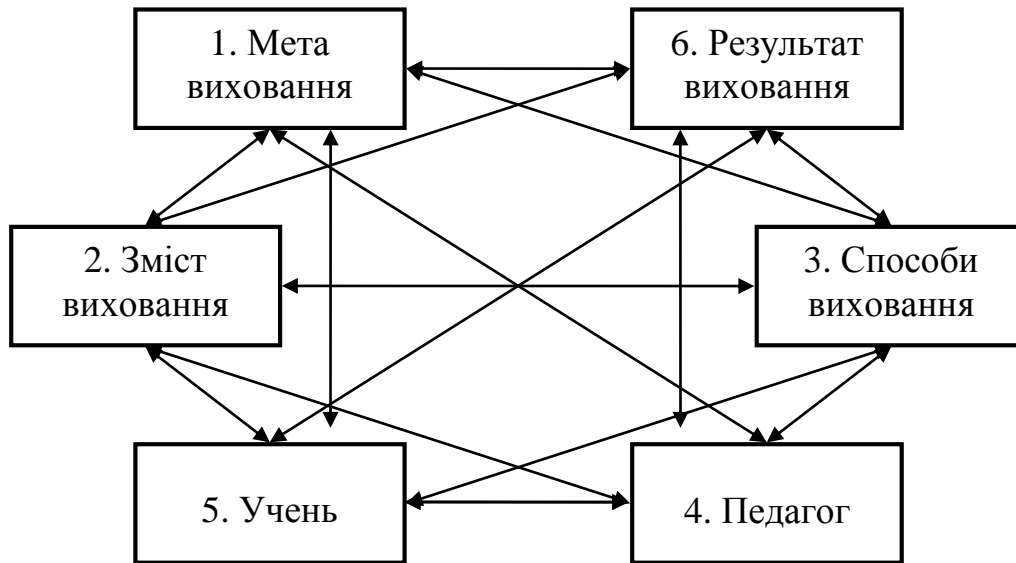 1. Мета
виховання
6. Результат
виховання
2. Зміст
виховання
3. Способи
виховання
5. Учень
4. Педагог